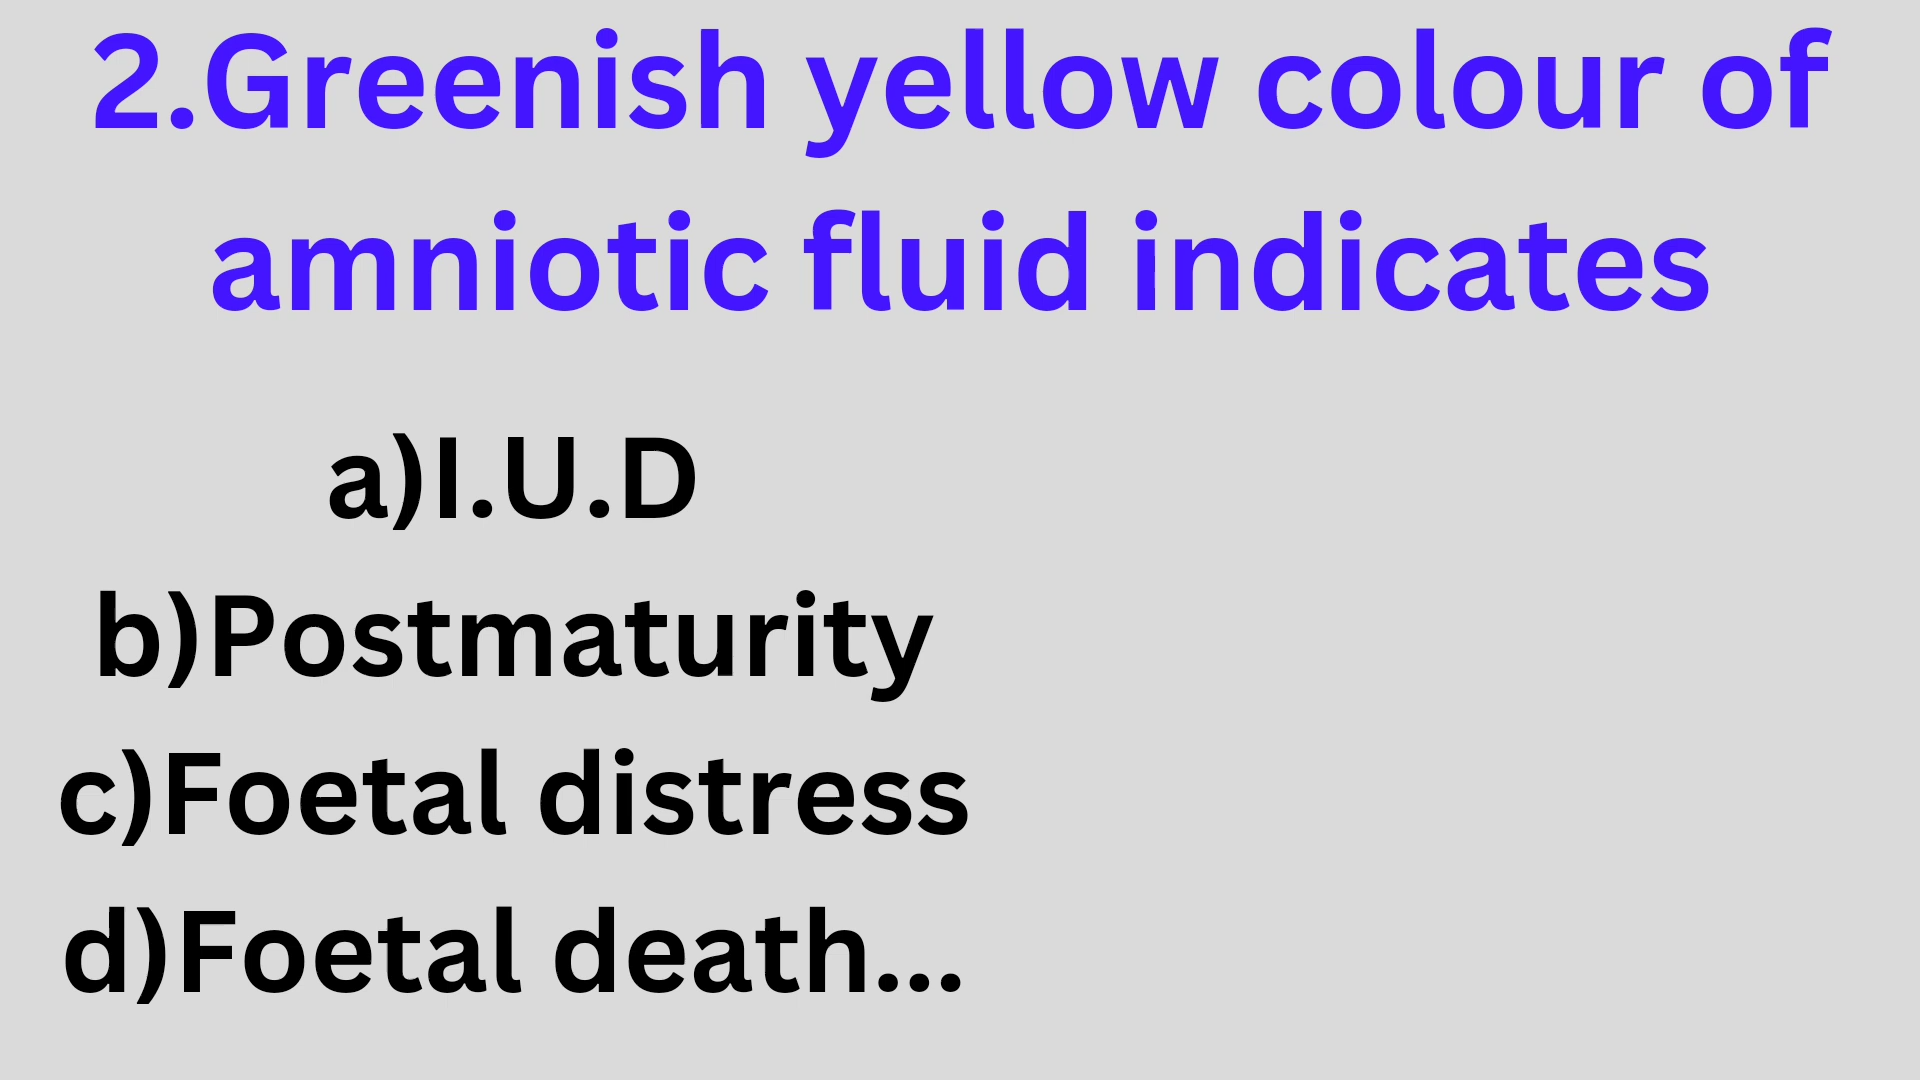 2.Greenish yellow colour of
amniotic fluid indicates
a)I.U.D
b)Postmaturity
c)Foetal distress
d)Foetal death...